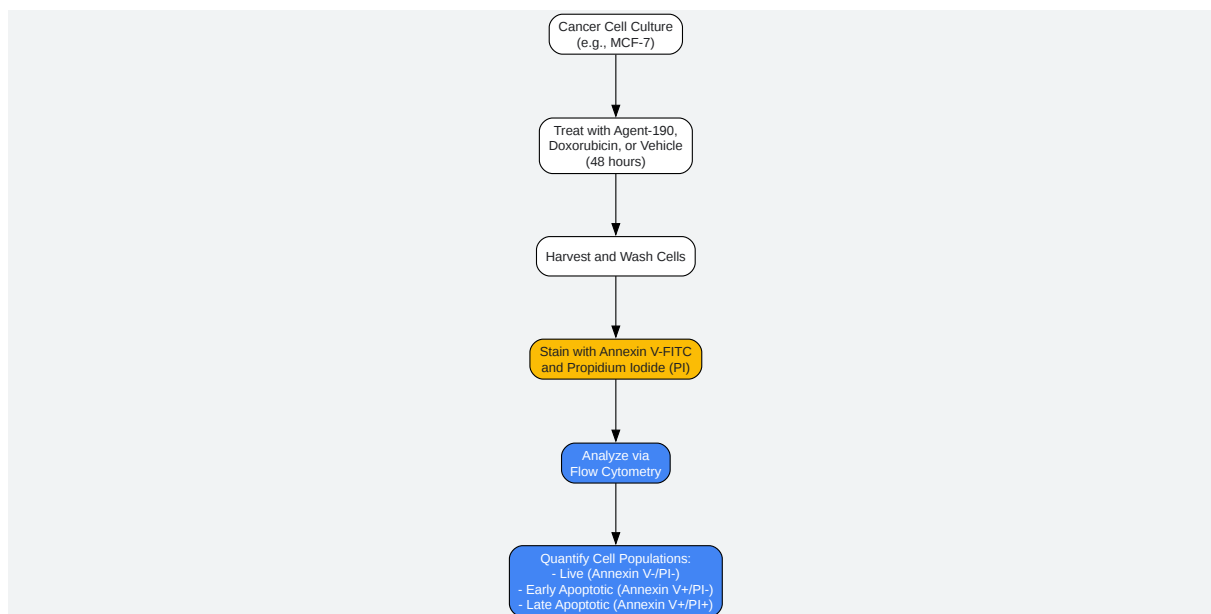 Cancer Cell Culture
(e.g., MCF-7)
Treat with Agent-190,
Doxorubicin, or Vehicle
(48 hours)
Harvest and Wash Cells
Stain with Annexin V-FITC
and Propidium Iodide (PI)
Analyze via
Flow Cytometry
Quantify Cell Populations:
- Live (Annexin V-/PI-)
- Early Apoptotic (Annexin V+/PI-)
- Late Apoptotic (Annexin V+/PI+)